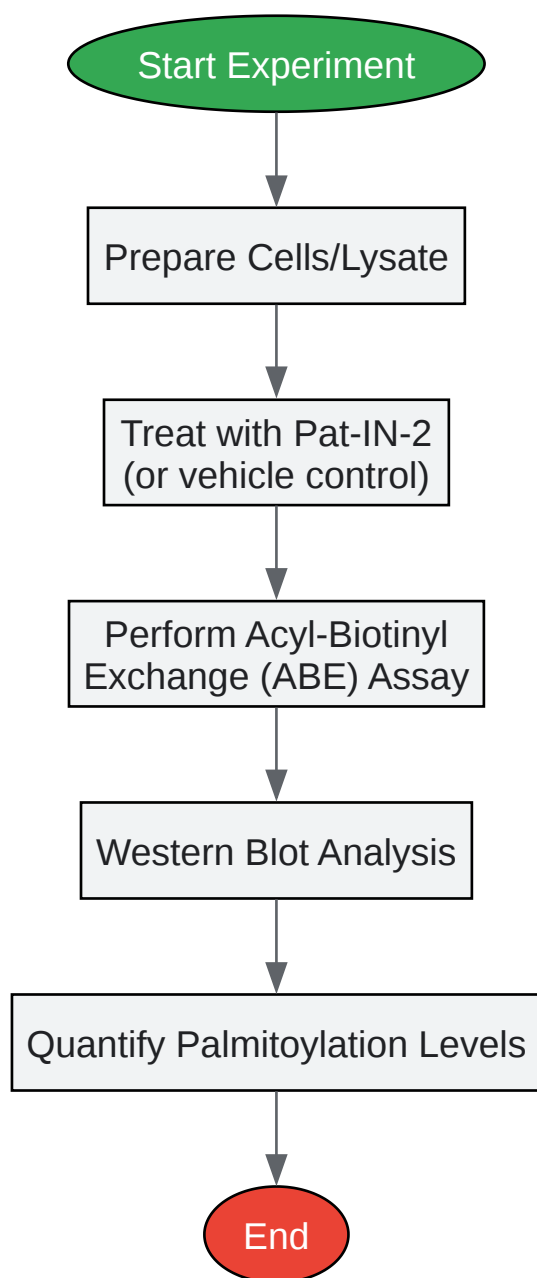 Start Experiment
Prepare Cells/Lysate
Treat with Pat-IN-2
(or vehicle control)
Perform Acyl-Biotinyl
Exchange (ABE) Assay
Western Blot Analysis
Quantify Palmitoylation Levels
End